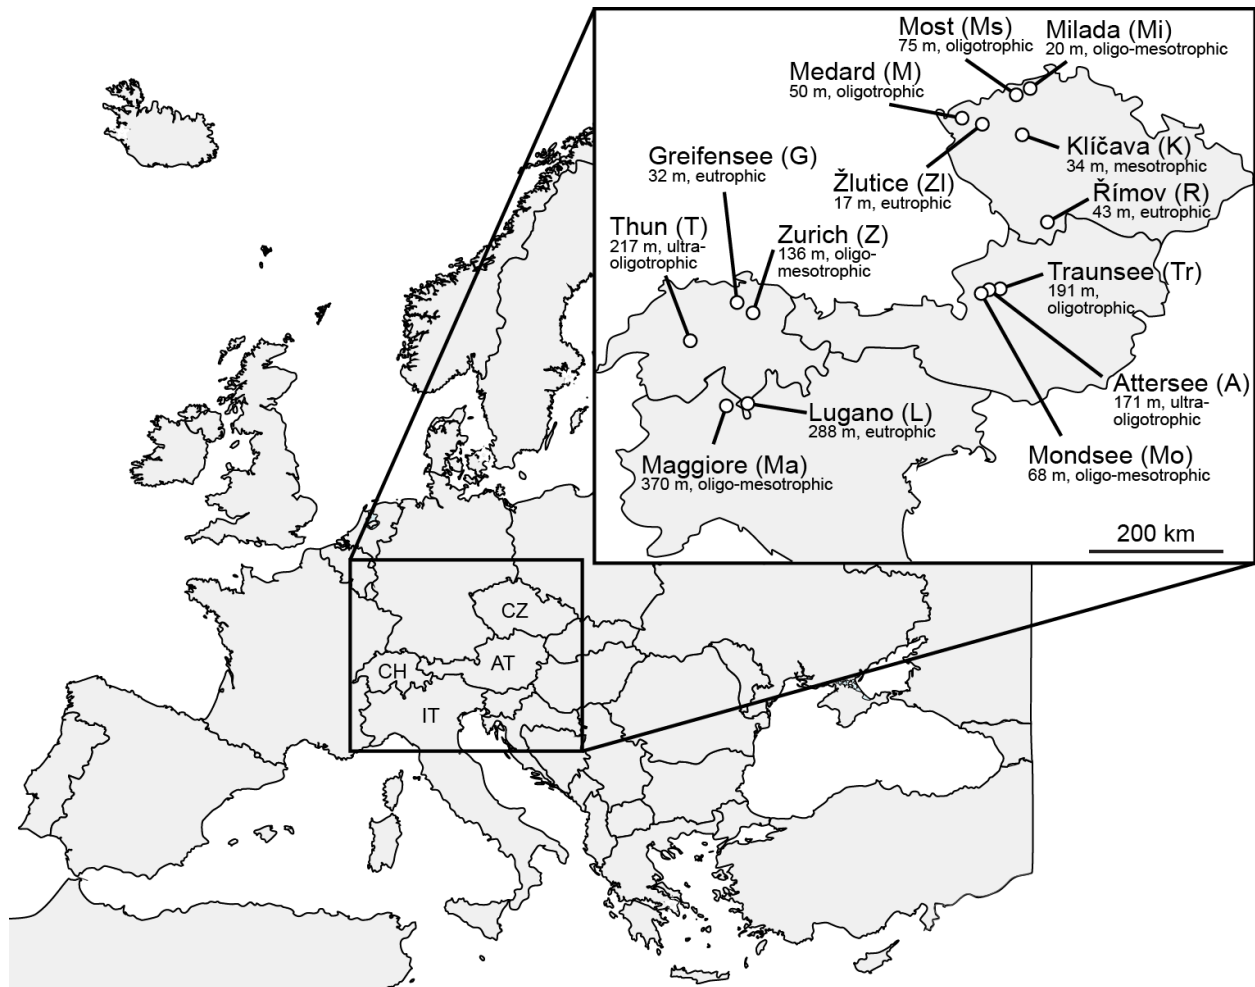 Most (Ms)
75 m, oligotrophic
Milada (Mi)
20 m, oligo-mesotrophic
Medard (M)
50 m, oligotrophic
Klíčava (K)
34 m, mesotrophic
Greifensee (G)
32 m, eutrophic
Žlutice (Zl)
17 m, eutrophic
Římov (R)
43 m, eutrophic
Thun (T)
217 m, ultra-
oligotrophic
Zurich (Z)
136 m, oligo-
mesotrophic
Traunsee (Tr)
191 m,
oligotrophic
Attersee (A)
171 m, ultra-
oligotrophic
Lugano (L)
288 m, eutrophic
Mondsee (Mo)
68 m, oligo-mesotrophic
Maggiore (Ma)
370 m, oligo-mesotrophic
200 km
CZ
AT
CH
IT